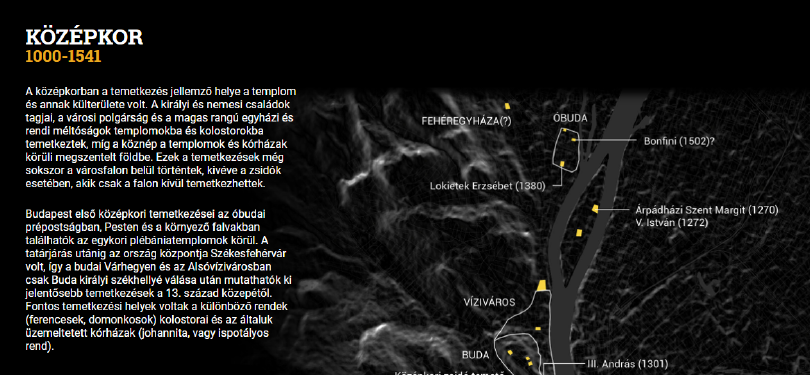 KÖZÉPKOR
1000-1541
A középkorban a temetkezés jellemző helye a templom
és annak külterülete volt. A királyi és nemesi családok
tagjai, a városi polgárság és a magas rangú egyházi és
rendi méltóságok templomokba és kolostorokba
temetkeztek, míg a köznép a templomok és kórházak
körüli megszentelt földbe. Ezek a temetkezések még
sokszor a városfalon belül történtek, kivéve a zsidók
esetében, akik csak a falon kívül temetkezhettek.
Budapest első középkori temetkezései az óbudai
prépostságban, Pesten és a környező falvakban
találhatók az egykori plébániatemplomok körül. A
tatárjárás utánig az ország központja Székesfehérvár
volt, így a budai Várhegyen és az Alsóvízivárosban
csak Buda királyi székhellyé válása után mutathatók ki
jelentősebb temetkezések a 13. század közepétől.
Fontos temetkezési helyek voltak a különböző rendek
(ferencesek, domonkosok) kolostorai és az általuk
üzemeltetett kórházak (johannita, vagy ispotályos
rend).
FEHÉREGYHÁZA(?)
ÓBUDA
Bonfini (1502)?
Lokietek Erzsébet (1380)
Árpádházi Szent Margit (1270)
V. István (1272)
VÍZIVÁROS
BUDA
III. András (1301)
Középkori zsidó temető